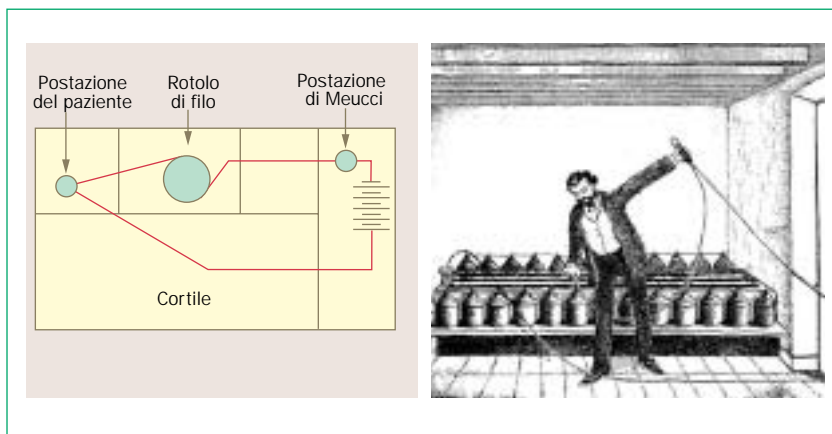 Postazione
del paziente
Rotolo
di filo
Postazione
di Meucci
Cortile